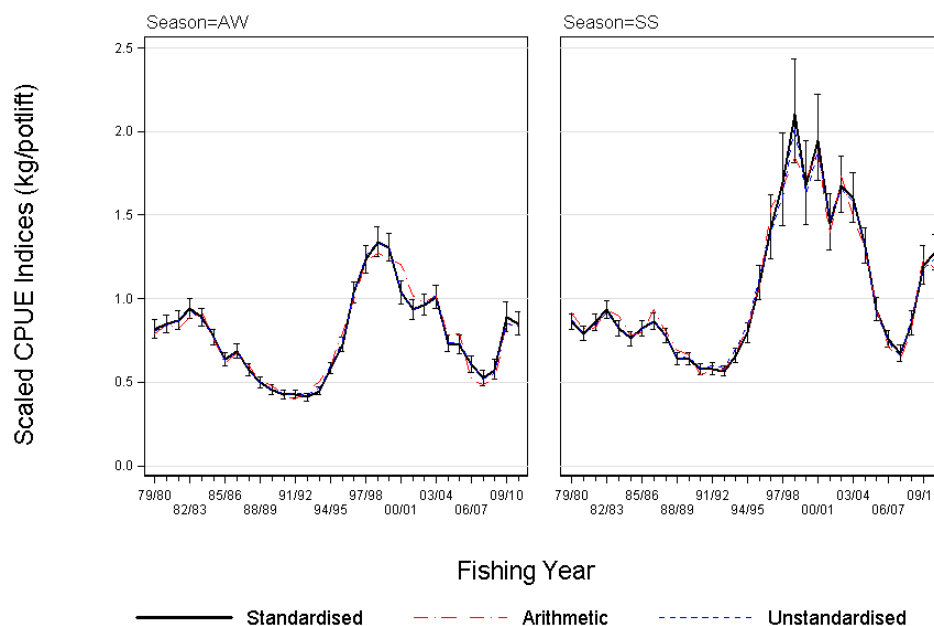 Season=AW
Season=SS
Scaled CPUE Indices (kg/potlift)
2.5
2.0
1.5
1.0
0.5
0.0
79/80 85/86 91/92 97/98 03/04 09/10
82/83 88/89 94/95 00/01 06/07
79/80 85/86 91/92 97/98 03/04 09/1
82/83 88/89 94/95 00/01 06/07
Fishing Year
Standardised Arithmetic Unstandardised